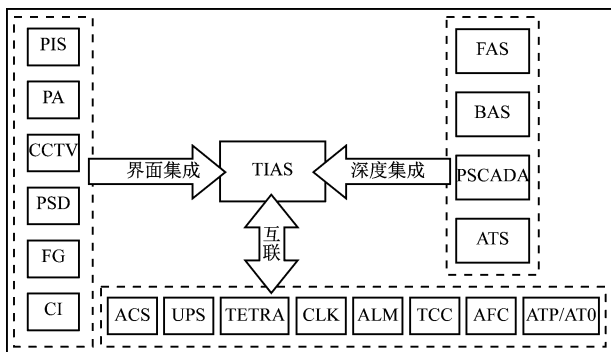 PIS
PA
CCTV
PSD
FG
CI
界面集成
TIAS
深度集成
互联
FAS
BAS
PSCADA
ATS
ACS
UPS
TETRA
CLK
ALM
TCC
AFC
ATP/AT0